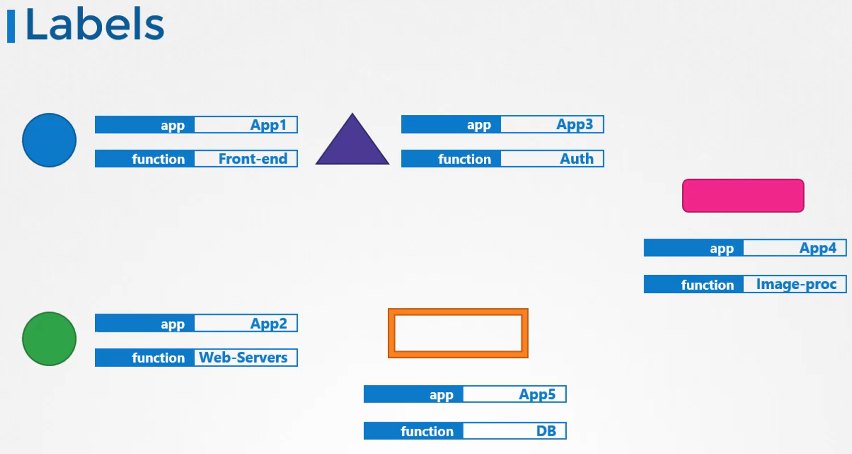 Labels
app App1
function Front-end
app App3
function Auth
app App4
function Image-proc
app App2
function Web-Servers
app App5
function DB